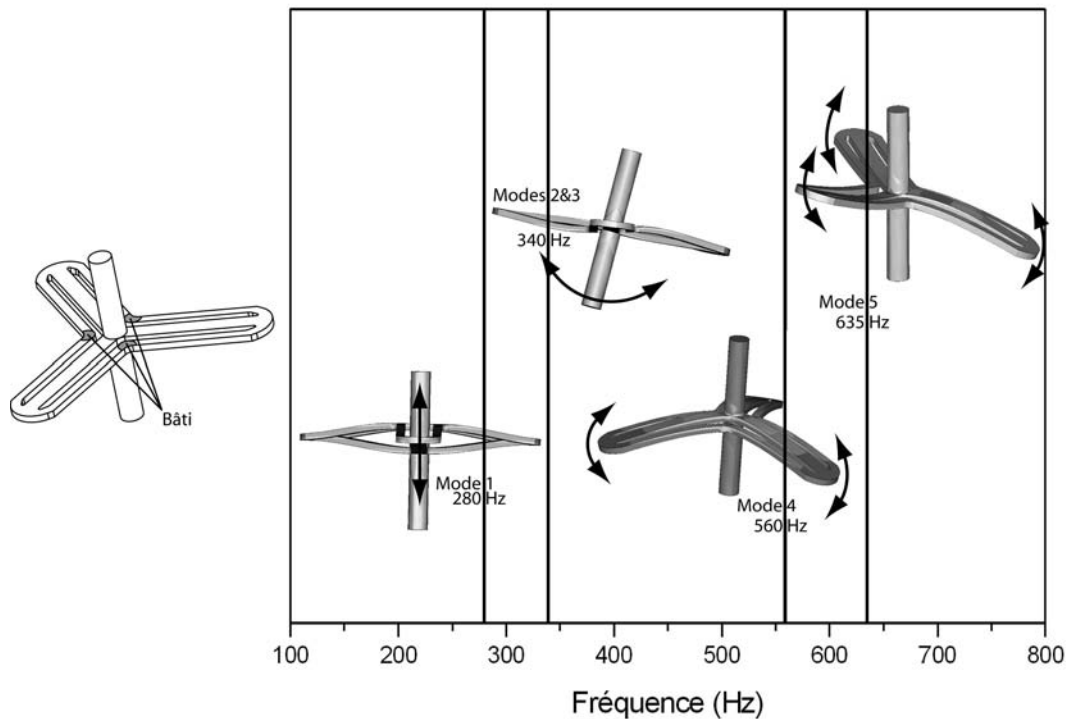 Bâti
Modes 2&3
340 Hz
Mode 5
635 Hz
Mode 1
280 Hz
Mode 4
560 Hz
100 200 300 400 500 600 700 800
Fréquence (Hz)